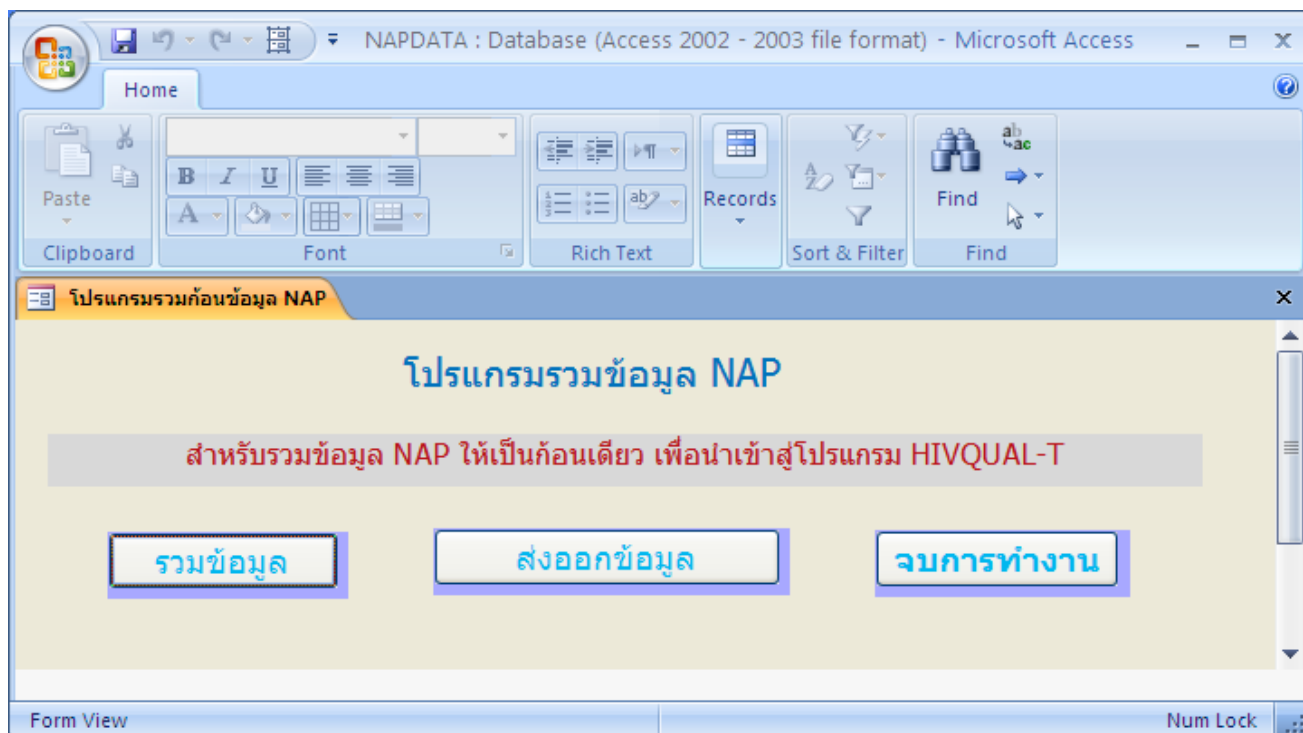 NAPDATA : Database (Access 2002 - 2003 file format) - Microsoft Access
Home
Paste
Clipboard
B I U
A
Font
Rich Text
Records
Sort & Filter
Find
Find
โปรแกรมรวมก้อนข้อมูล NAP
โปรแกรมรวมข้อมูล NAP
สำหรับรวมข้อมูล NAP ให้เป็นก้อนเดียว เพื่อนำเข้าสู่โปรแกรม HIVQUAL-T
รวมข้อมูล ส่งออกข้อมูล จบการทำงาน
Form View Num Lock